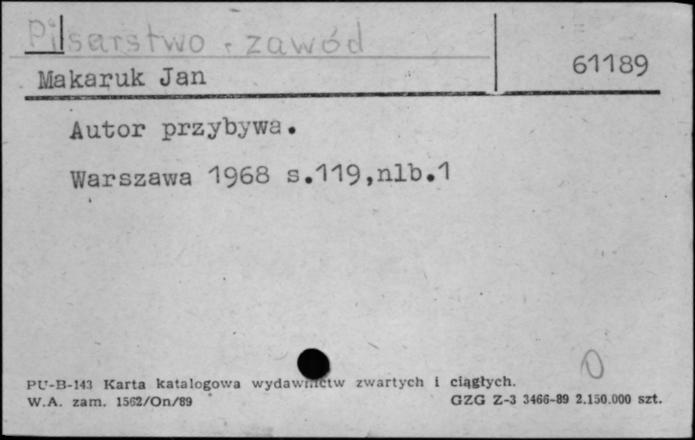 Pisarstwo - zawód
Makaruk Jan
61189
Autor przybywa.
Warszawa 1968 s.119,nlb.1
PU-B-143 Karta katalogowa wydawnictw zwartych i ciągłych.
W.A. zam. 1562/On/89
GZG Z-3 3466-89 2.150.000 szt.
0